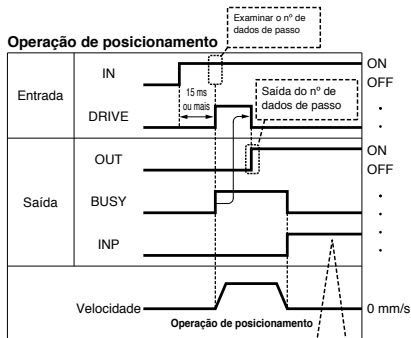 Operação de posicionamento
Examinar o nº de
dados de passo
Entrada
IN
ON
OFF
15 ms
ou mais
DRIVE
Saída do nº de
dados de passo
Saída
OUT
ON
OFF
BUSY
INP
Velocidade
0 mm/s
Operação de posicionamento